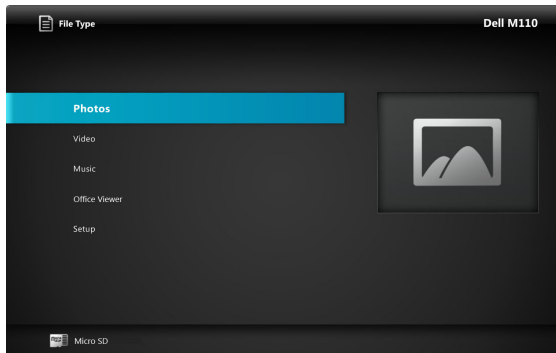 File Type
Dell M110
Photos
Video
Music
Office Viewer
Setup
Micro SD